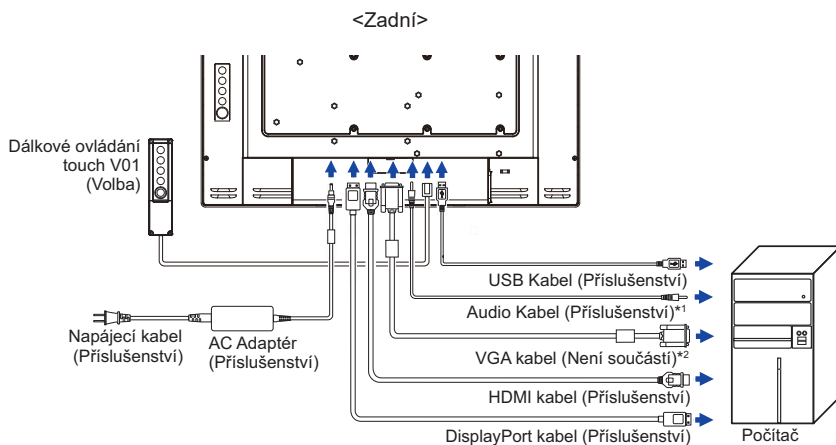 <Zadní>
Dálkové ovládání
touch V01
(Volba)
USB Kabel (Příslušenství)
Audio Kabel (Příslušenství)*1
Napájecí kabel
(Příslušenství)
AC Adaptér
(Příslušenství)
VGA kabel (Není součástí)*2
HDMI kabel (Příslušenství)
DisplayPort kabel (Příslušenství)
Počítač